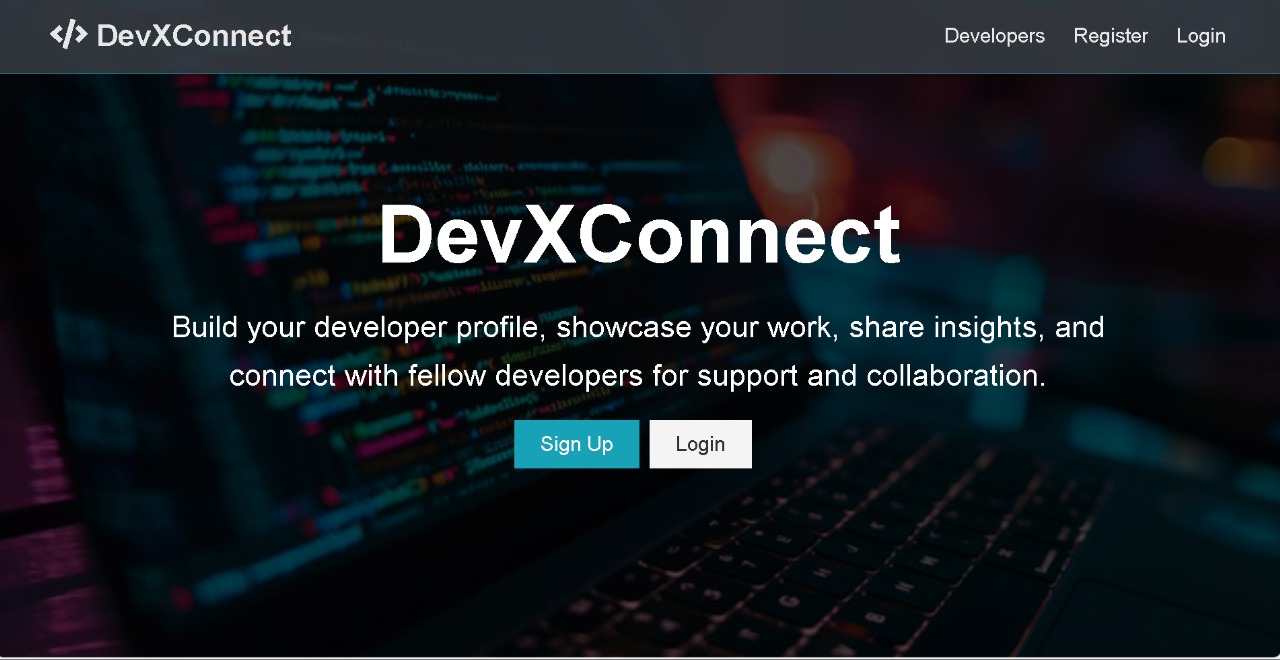 </> DevXConnect
Developers Register Login
DevXConnect
Build your developer profile, showcase your work, share insights, and
connect with fellow developers for support and collaboration.
Sign Up
Login